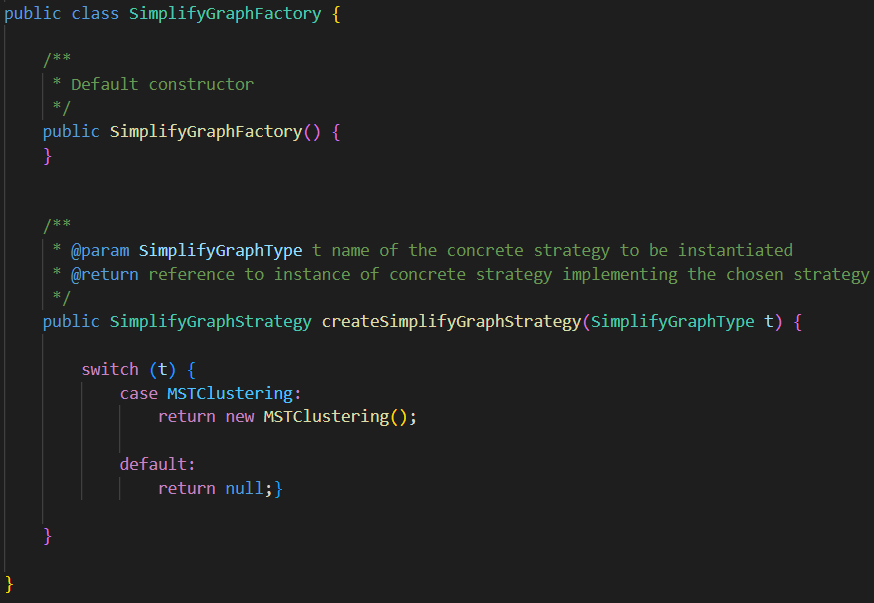 public class SimplifyGraphFactory {
/**
* Default constructor
*/
public SimplifyGraphFactory() {
}
/**
* @param SimplifyGraphType t name of the concrete strategy to be instantiated
* @return reference to instance of concrete strategy implementing the chosen strategy
*/
public SimplifyGraphStrategy createSimplifyGraphStrategy(SimplifyGraphType t) {
switch (t) {
case MSTClustering:
return new MSTClustering();
default:
return null;}
}
}